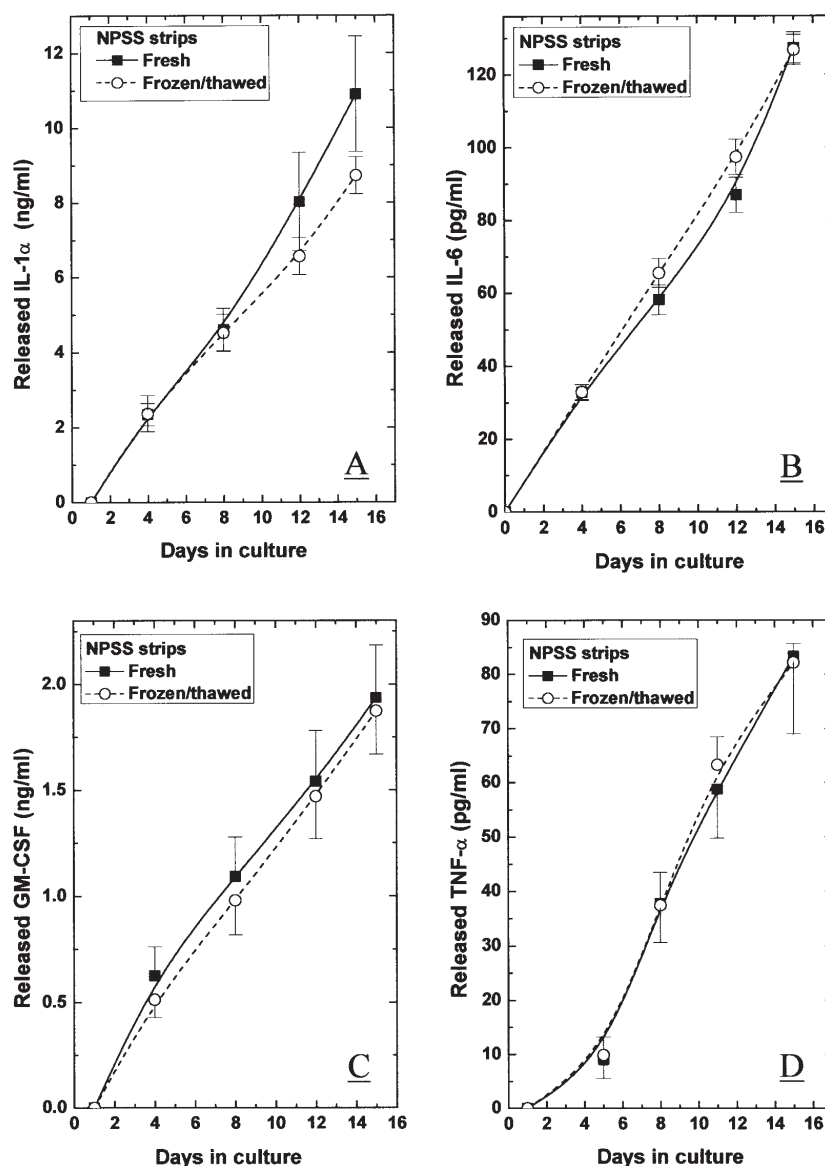 NPSS strips
Fresh
Frozen/thawed
12
10
8
6
4
2
0
Released IL-1α (ng/ml)
0 2 4 6 8 10 12 14 16
Days in culture
A
NPSS strips
Fresh
Frozen/thawed
120
100
80
60
40
20
0
Released IL-6 (pg/ml)
0 2 4 6 8 10 12 14 16
Days in culture
B
NPSS strips
Fresh
Frozen/thawed
2.0
1.5
1.0
0.5
0.0
Released GM-CSF (ng/ml)
0 2 4 6 8 10 12 14 16
Days in culture
C
NPSS strips
Fresh
Frozen/thawed
90
80
70
60
50
40
30
20
10
0
Released TNF-α (pg/ml)
0 2 4 6 8 10 12 14 16
Days in culture
D